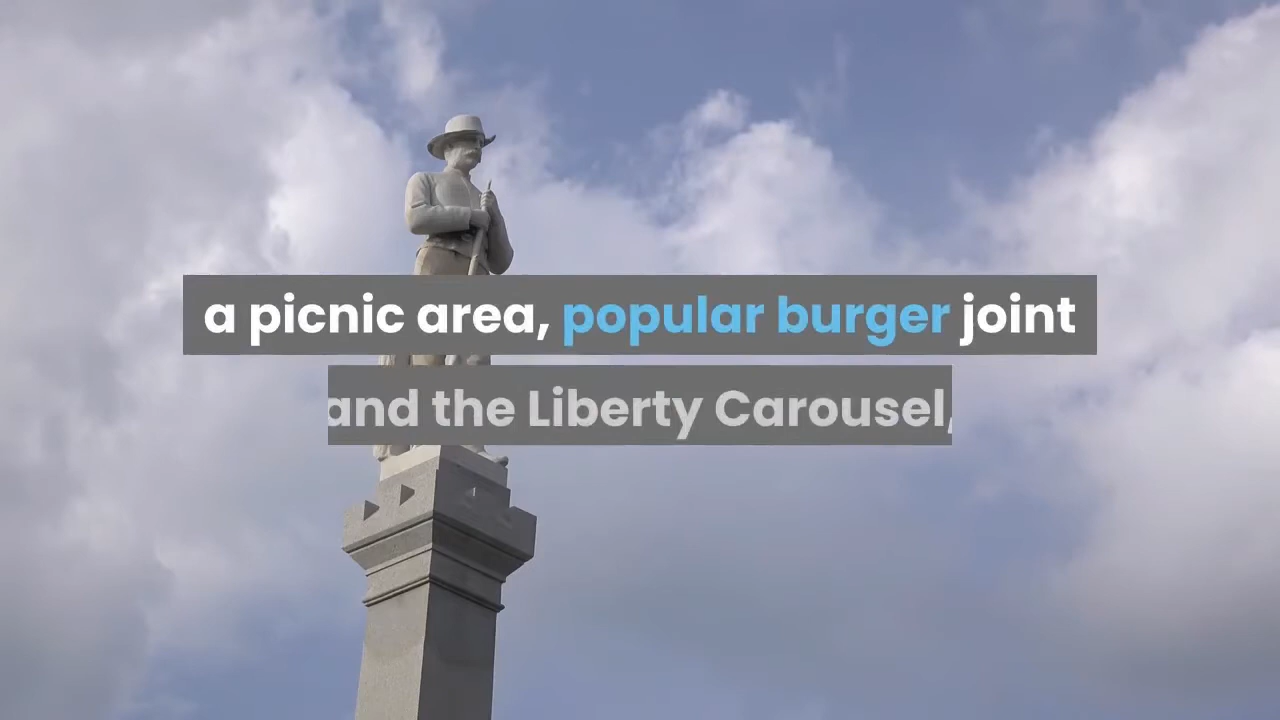 a picnic area, popular burger joint
and the Liberty Carousel,